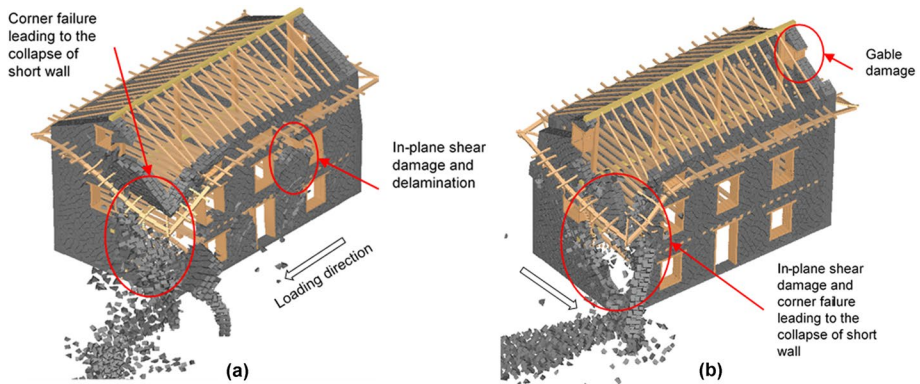 Corner failure
leading to the
collapse of
short wall
In-plane shear
damage and
delamination
Loading direction
(a)
Gable
damage
In-plane shear
damage and
corner failure
leading to the
collapse of short
wall
(b)